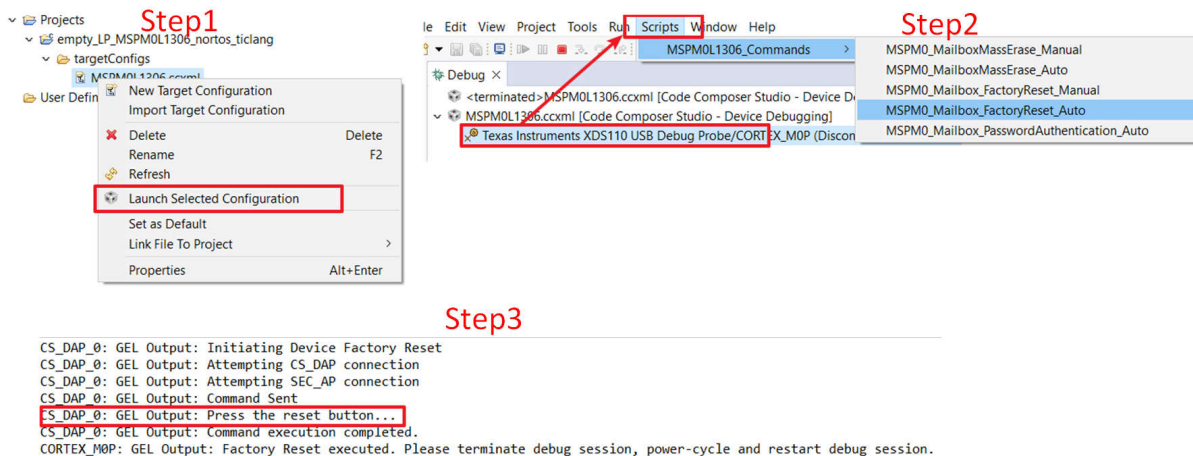 Step1
Projects
empty_LP_MSPM0L1306_nortos_ticlang
targetConfigs
MSPM0L1306.ccxml
User Defin
New Target Configuration
Import Target Configuration
Delete Delete
Rename F2
Refresh
Launch Selected Configuration
Set as Default
Link File To Project >
Properties Alt+Enter
Step2
le Edit View Project Tools Run Scripts Window Help
MSPM0L1306_Commands >
MSPM0_MailboxMassErase_Manual
MSPM0_MailboxMassErase_Auto
MSPM0_Mailbox_FactoryReset_Manual
MSPM0_Mailbox_FactoryReset_Auto
MSPM0_Mailbox_PasswordAuthentication_Auto
Debug
<terminated>MSPM0L1306.ccxml [Code Composer Studio - Device D
MSPM0L1306.ccxml [Code Composer Studio - Device Debugging]
Texas Instruments XDS110 USB Debug Probe/CORTEX_M0P (Discon
Step3
CS_DAP_0: GEL Output: Initiating Device Factory Reset
CS_DAP_0: GEL Output: Attempting CS_DAP connection
CS_DAP_0: GEL Output: Attempting SEC_AP connection
CS_DAP_0: GEL Output: Command Sent
CS_DAP_0: GEL Output: Press the reset button...
CS_DAP_0: GEL Output: Command execution completed.
CORTEX_M0P: GEL Output: Factory Reset executed. Please terminate debug session, power-cycle and restart debug session.